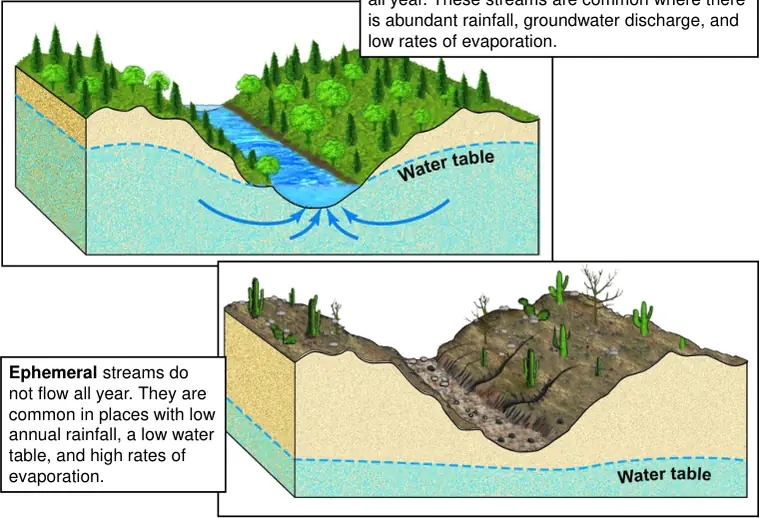 all year. These streams are common where there
is abundant rainfall, groundwater discharge, and
low rates of evaporation.
Water table
Ephemeral streams do
not flow all year. They are
common in places with low
annual rainfall, a low water
table, and high rates of
evaporation.
Water table